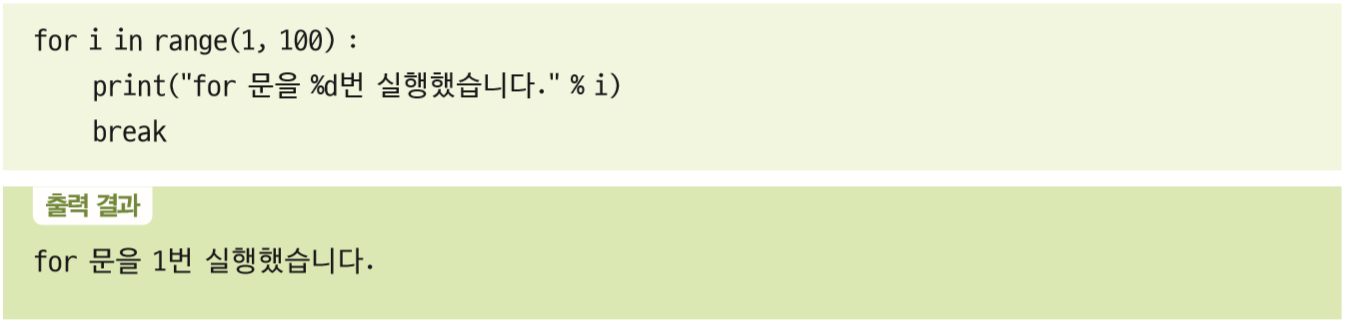 for i in range(1, 100) :
    print("for 문을 %d번 실행했습니다." % i)
    break
출력 결과
for 문을 1번 실행했습니다.